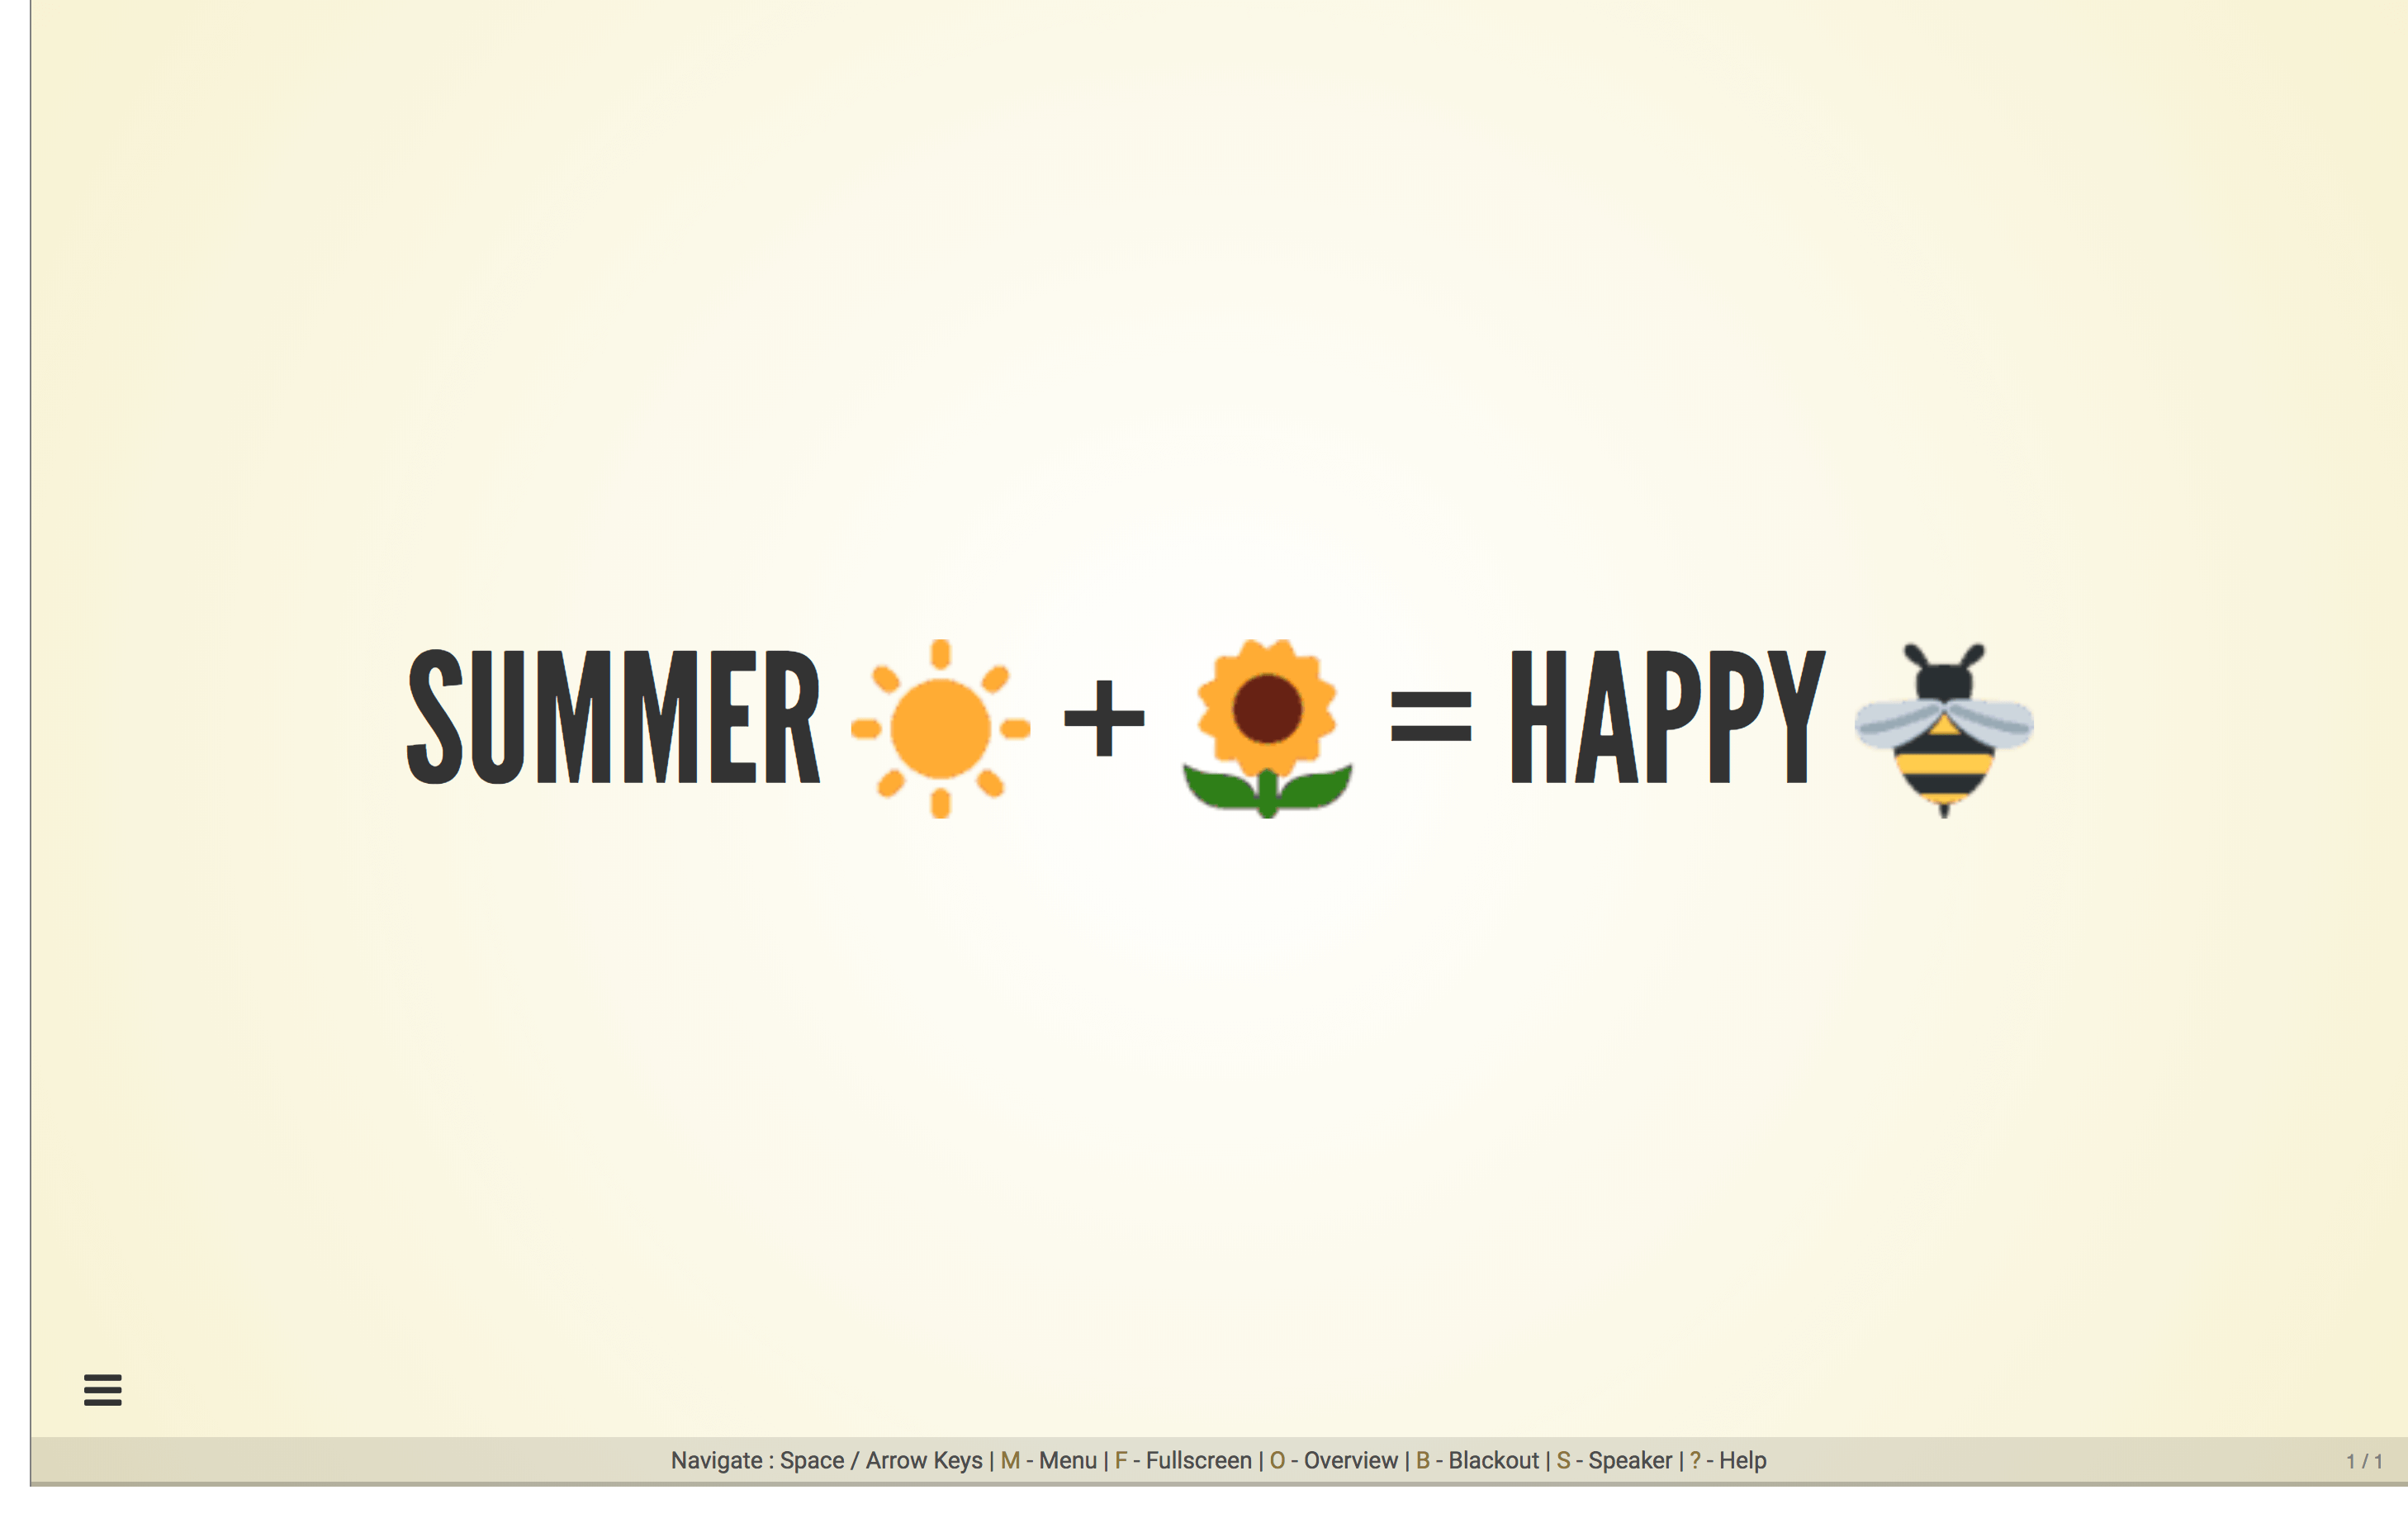 SUMMER ☀️ + 🌻 = HAPPY 🐝
Navigate : Space / Arrow Keys | M - Menu | F - Fullscreen | O - Overview | B - Blackout | S - Speaker | ? - Help
1 / 1